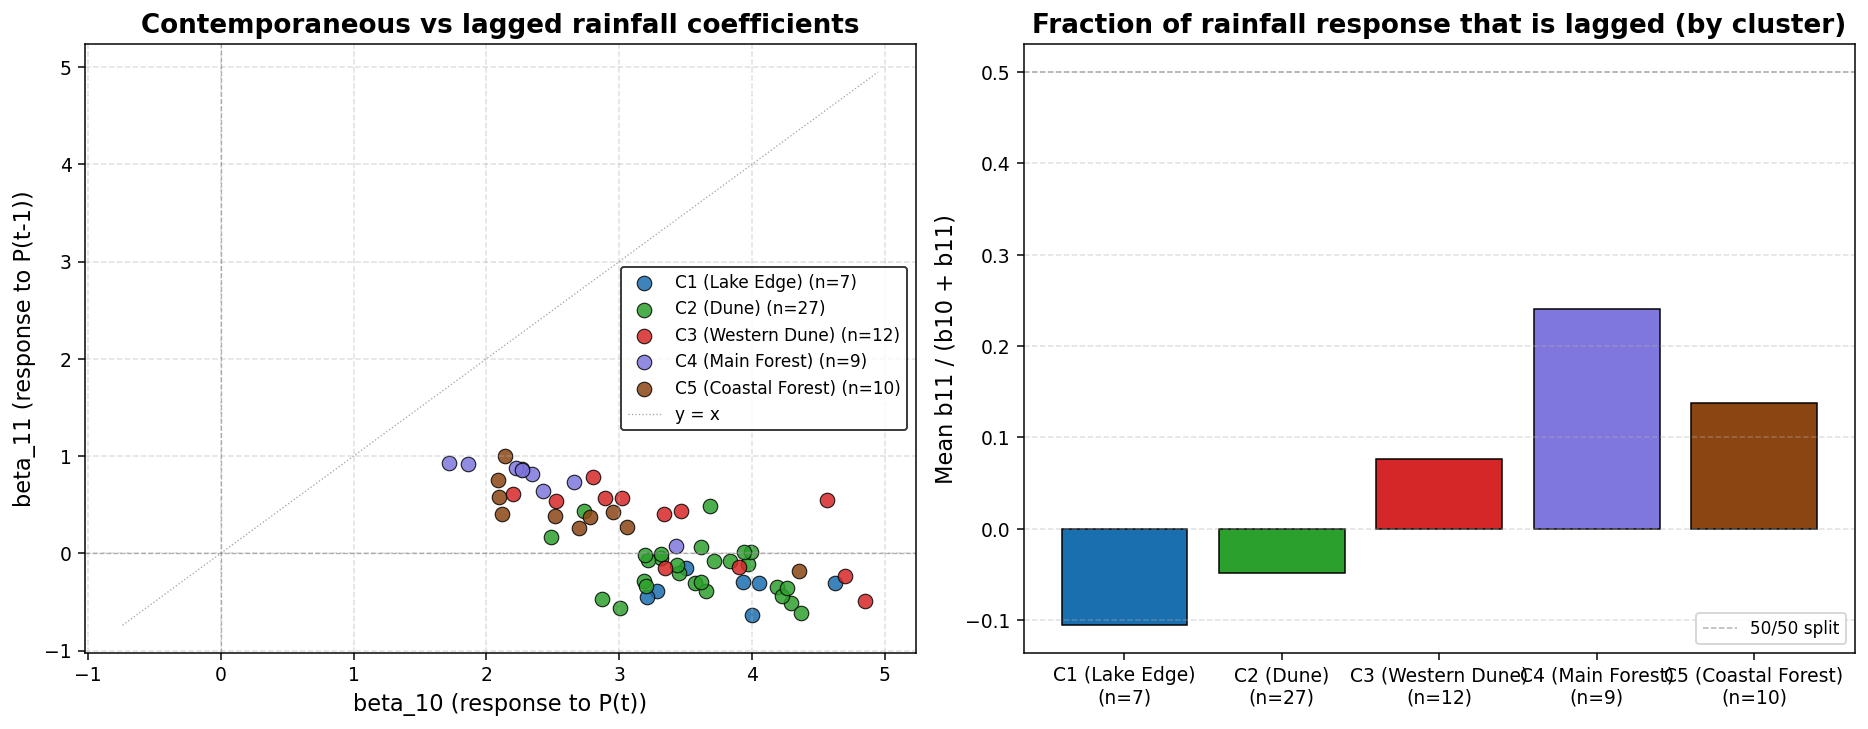 Contemporaneous vs lagged rainfall coefficients
beta_11 (response to P(t-1))
5
4
3
2
1
0
−1
−1
0
1
2
3
4
5
beta_10 (response to P(t))
C1 (Lake Edge) (n=7)
C2 (Dune) (n=27)
C3 (Western Dune) (n=12)
C4 (Main Forest) (n=9)
C5 (Coastal Forest) (n=10)
y = x
Fraction of rainfall response that is lagged (by cluster)
Mean b11 / (b10 + b11)
0.5
0.4
0.3
0.2
0.1
0.0
−0.1
50/50 split
C1 (Lake Edge)
(n=7)
C2 (Dune)
(n=27)
C3 (Western Dune)
(n=12)
C4 (Main Forest)
(n=9)
C5 (Coastal Forest)
(n=10)